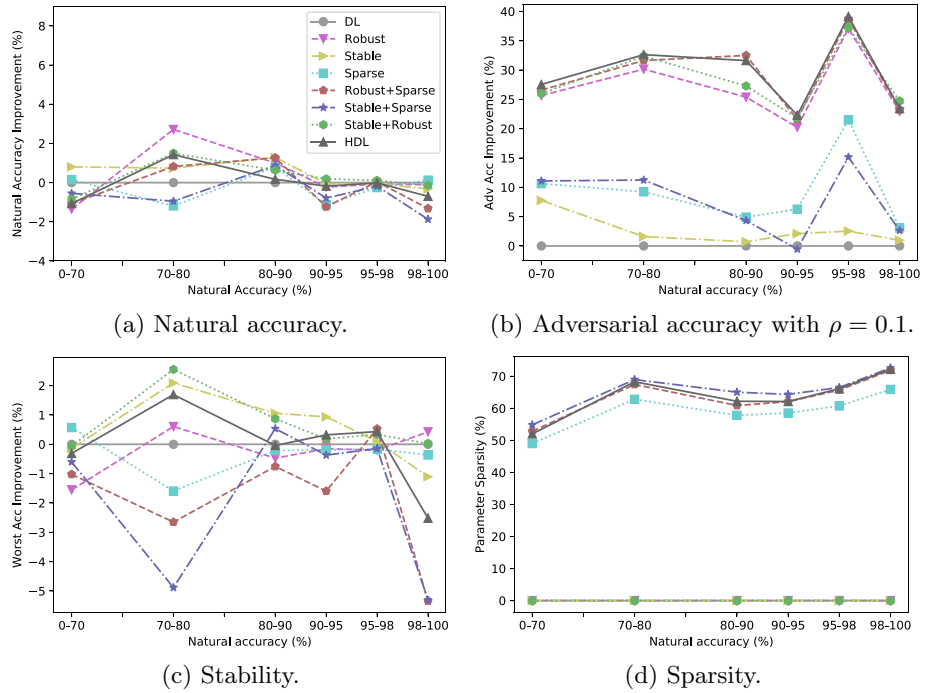 Natural Accuracy Improvement (%)
8
6
4
2
0
−2
−4
0-70
70-80
80-90
90-95
95-98
98-100
Natural Accuracy (%)
DL
Robust
Stable
Sparse
Robust+Sparse
Stable+Sparse
Stable+Robust
HDL
(a) Natural accuracy.
Adv Acc Improvement (%)
40
35
30
25
20
15
10
5
0
0-70
70-80
80-90
90-95
95-98
98-100
Natural accuracy (%)
(b) Adversarial accuracy with ρ = 0.1.
Worst Acc Improvement (%)
2
1
0
−1
−2
−3
−4
−5
0-70
70-80
80-90
90-95
95-98
98-100
Natural accuracy (%)
(c) Stability.
Parameter Sparsity (%)
70
60
50
40
30
20
10
0
0-70
70-80
80-90
90-95
95-98
98-100
Natural accuracy (%)
(d) Sparsity.